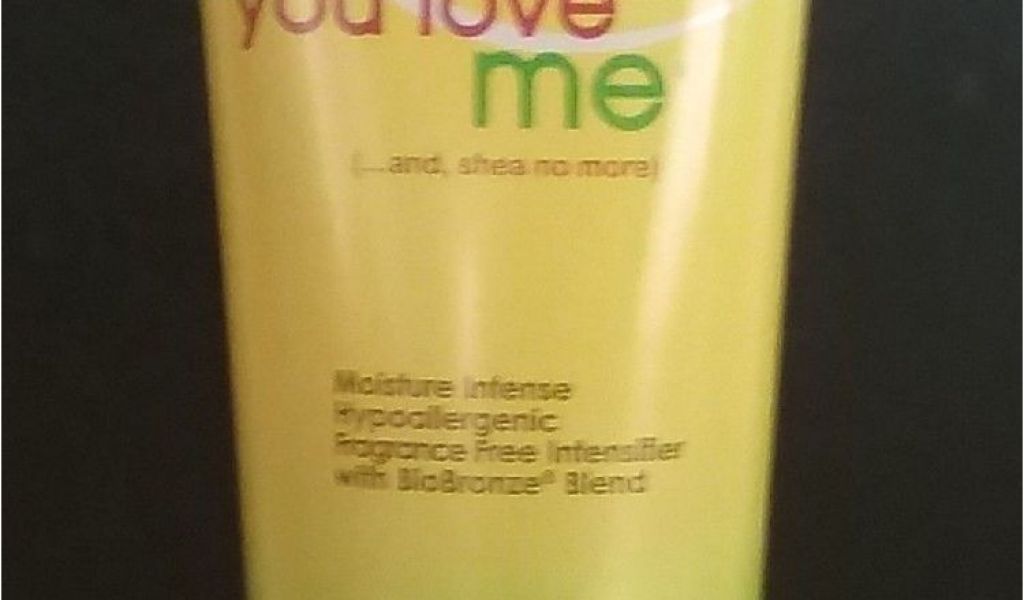 you love
me
(...and, shea no more)
Moisture Intense
Hypoallergenic
Fragrance Free Intensifier
with BioBronze® Blend